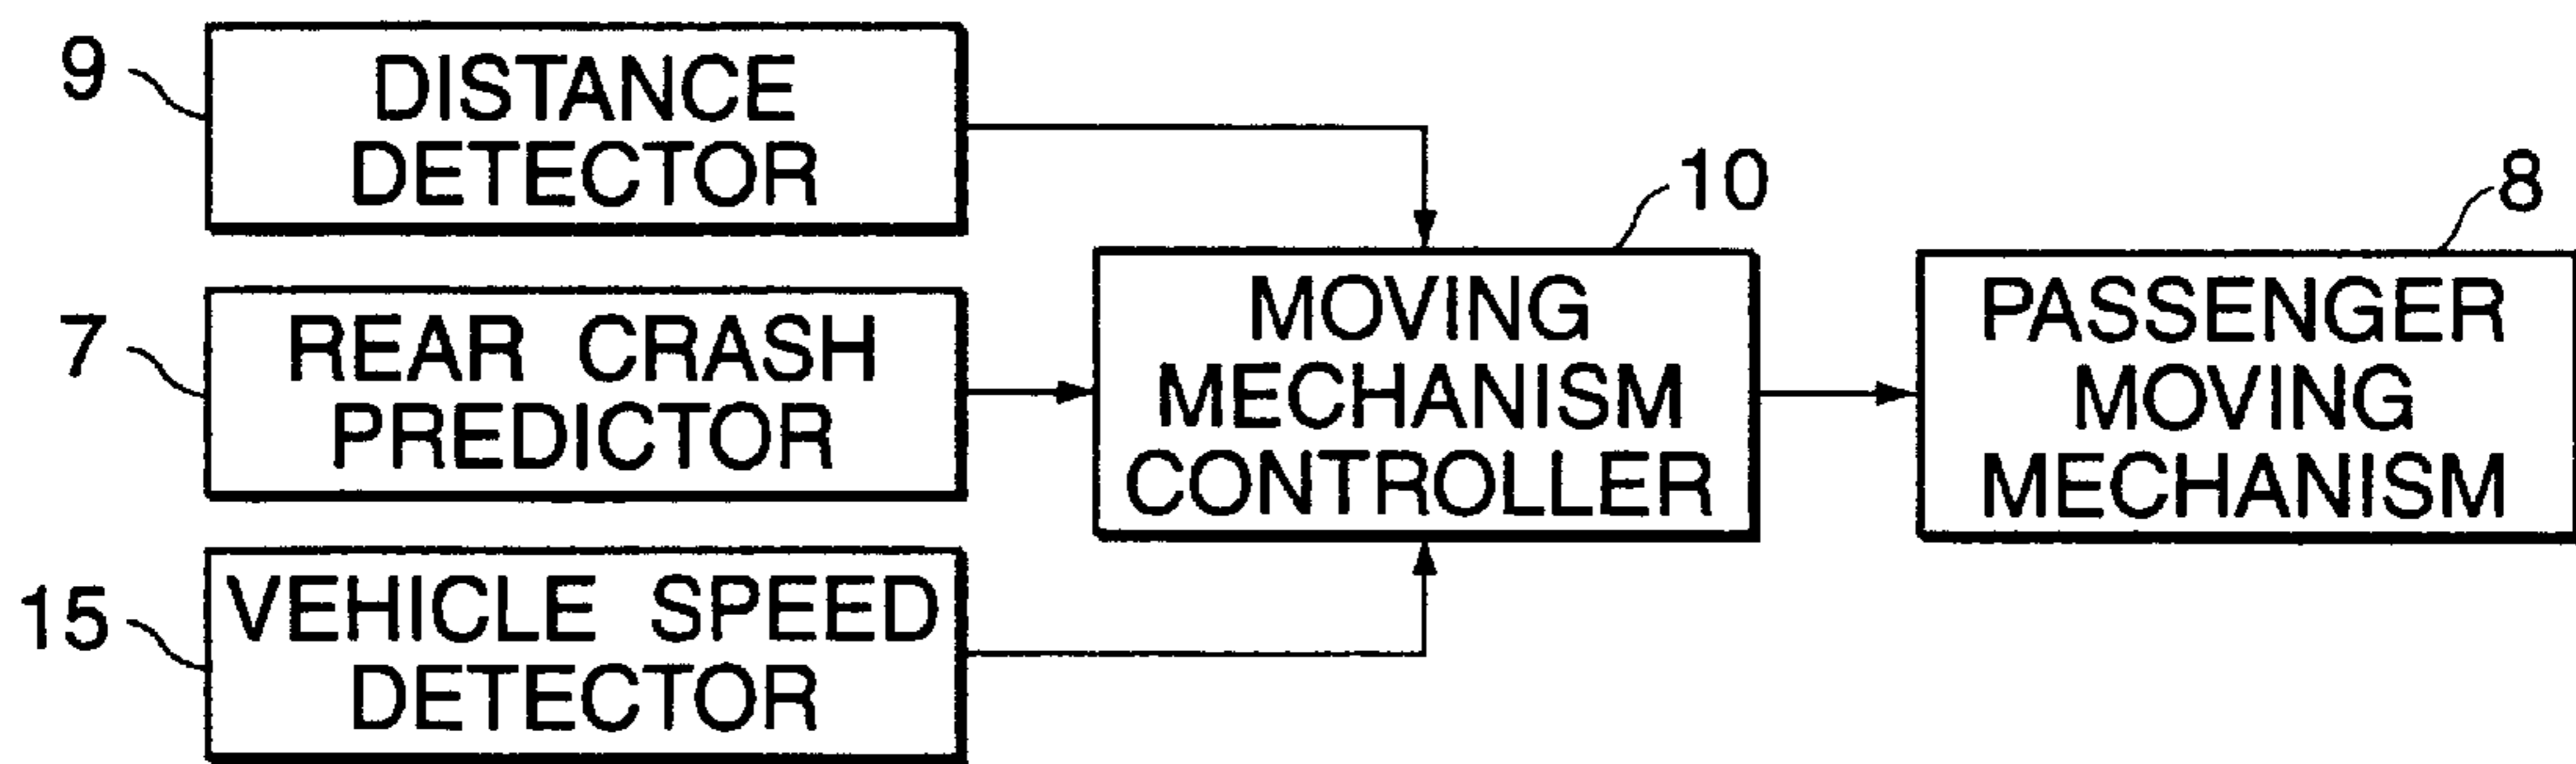 9
DISTANCE
DETECTOR
7
REAR CRASH
PREDICTOR
15
VEHICLE SPEED
DETECTOR
10
MOVING
MECHANISM
CONTROLLER
8
PASSENGER
MOVING
MECHANISM